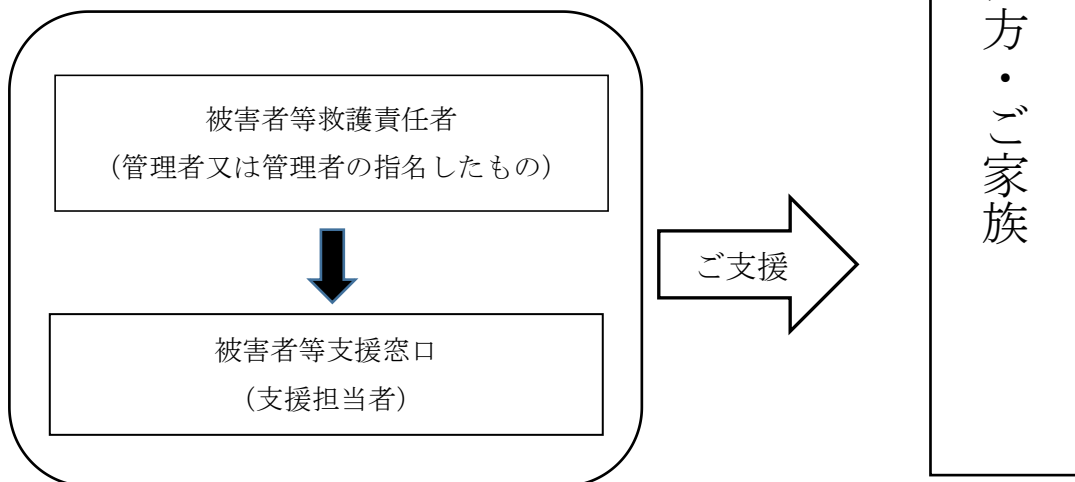 被害者等救護責任者
（管理者又は管理者の指名したもの）
被害者等支援窓口
（支援担当者）
ご支援
方・ご家族